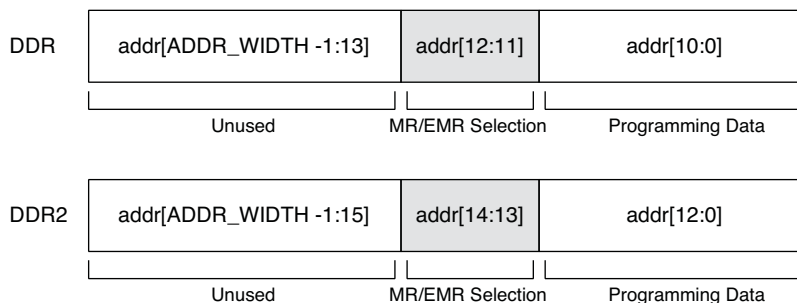 DDR addr[ADDR_WIDTH -1:13] addr[12:11] addr[10:0]
Unused MR/EMR Selection Programming Data
DDR2 addr[ADDR_WIDTH -1:15] addr[14:13] addr[12:0]
Unused MR/EMR Selection Programming Data